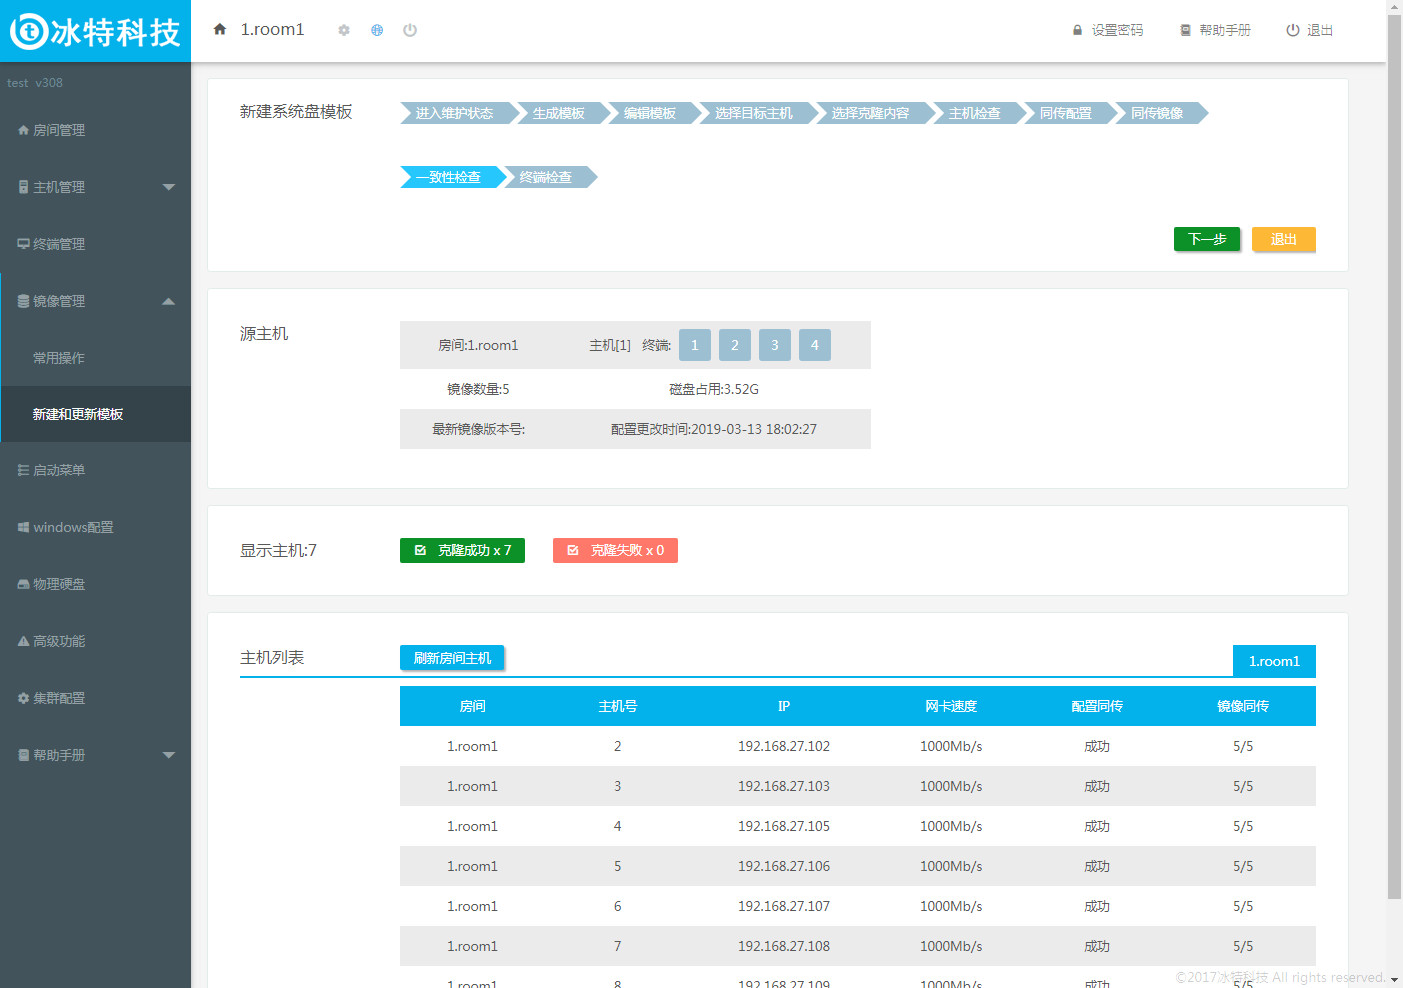 冰特科技
1.room1
设置密码 帮助手册 退出
test v308
房间管理
主机管理
终端管理
镜像管理
常用操作
新建和更新模板
启动菜单
windows配置
物理硬盘
高级功能
集群配置
帮助手册
新建系统盘模板
进入维护状态 生成模板 编辑模板 选择目标主机 选择克隆内容 主机检查 同传配置 同传镜像
一致性检查 终端检查
下一步 退出
源主机
房间:1.room1 主机[1] 终端: 1 2 3 4
镜像数量:5 磁盘占用:3.52G
最新镜像版本号: 配置更改时间:2019-03-13 18:02:27
显示主机:7 克隆成功 x 7 克隆失败 x 0
主机列表 刷新房间主机 1.room1
房间 主机号 IP 网卡速度 配置同传 镜像同传
1.room1 2 192.168.27.102 1000Mb/s 成功 5/5
1.room1 3 192.168.27.103 1000Mb/s 成功 5/5
1.room1 4 192.168.27.105 1000Mb/s 成功 5/5
1.room1 5 192.168.27.106 1000Mb/s 成功 5/5
1.room1 6 192.168.27.107 1000Mb/s 成功 5/5
1.room1 7 192.168.27.108 1000Mb/s 成功 5/5
1.room1 8 192.168.27.109 1000Mb/s 成功 5/5
©2017冰特科技 All rights reserved.